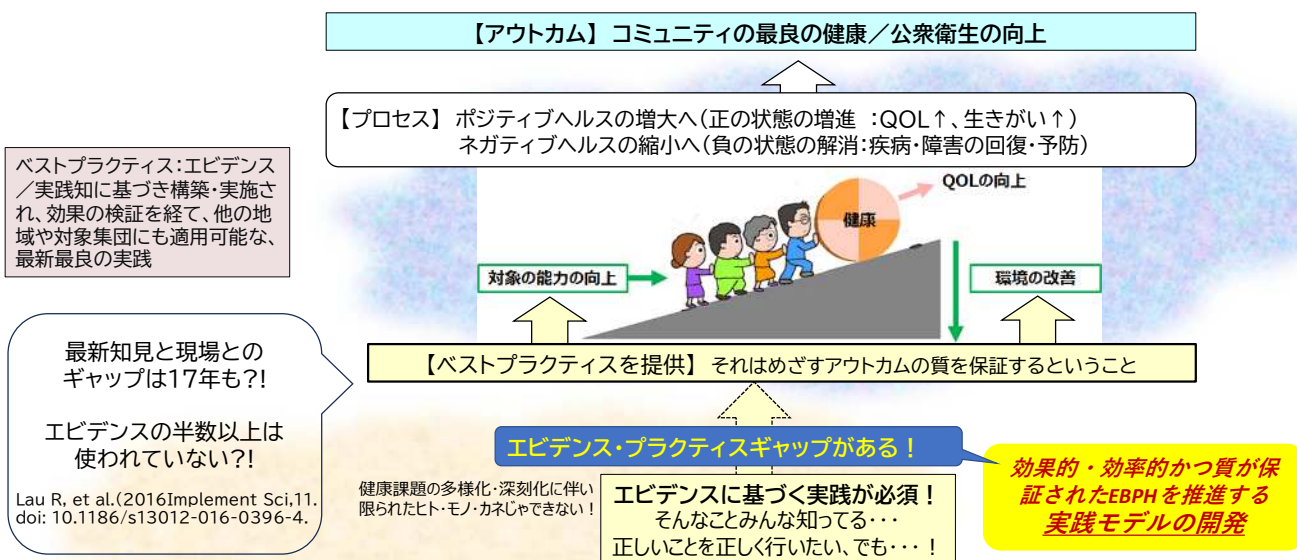 【アウトカム】 コミュニティの最良の健康／公衆衛生の向上
【プロセス】 ポジティブヘルスの増大へ(正の状態の増進 :QOL↑、生きがい↑)
ネガティブヘルスの縮小へ(負の状態の解消:疾病・障害の回復・予防)
ベストプラクティス:エビデンス
／実践知に基づき構築・実施さ
れ、効果の検証を経て、他の地
域や対象集団にも適用可能な、
最新最良の実践
QOLの向上
健康
対象の能力の向上
環境の改善
【ベストプラクティスを提供】 それはめざすアウトカムの質を保証するということ
最新知見と現場との
ギャップは17年も?!
エビデンスの半数以上は
使われていない?!
Lau R, et al.(2016Implement Sci,11.
doi: 10.1186/s13012-016-0396-4.
エビデンス・プラクティスギャップがある！
健康課題の多様化・深刻化に伴い
限られたヒト・モノ・カネじゃできない！
エビデンスに基づく実践が必須！
そんなことみんな知ってる・・・
正しいことを正しく行いたい、でも・・・！
効果的・効率的かつ質が保
証されたEBPHを推進する
実践モデルの開発